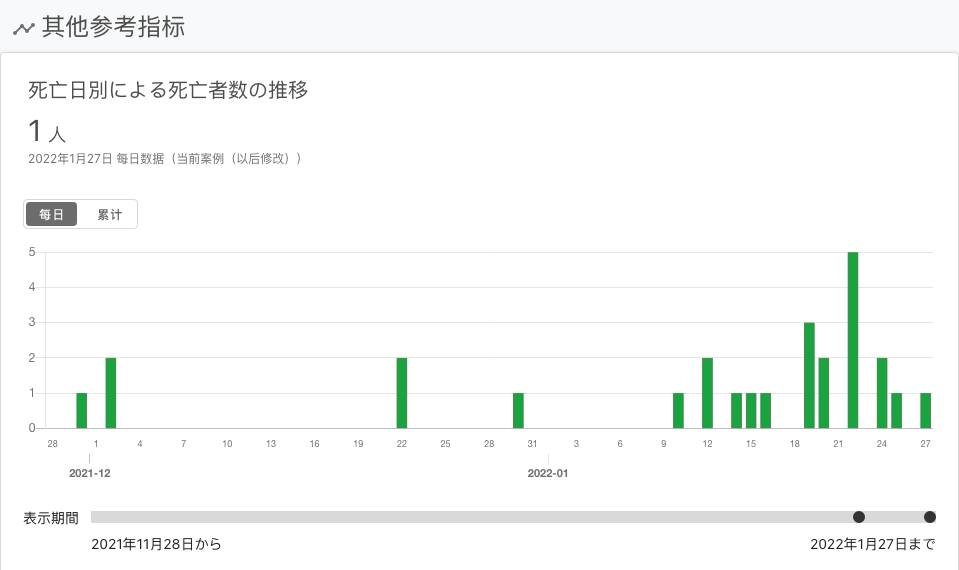 其他参考指标
死亡日別による死亡者数の推移
1 人
2022年1月27日 每日数据（当前案例（以后修改））
每日 累计
5
4
3
2
1
0
28 1 4 7 10 13 16 19 22 25 28 31 3 6 9 12 15 18 21 24 27
2021-12 2022-01
表示期間
2021年11月28日から 2022年1月27日まで